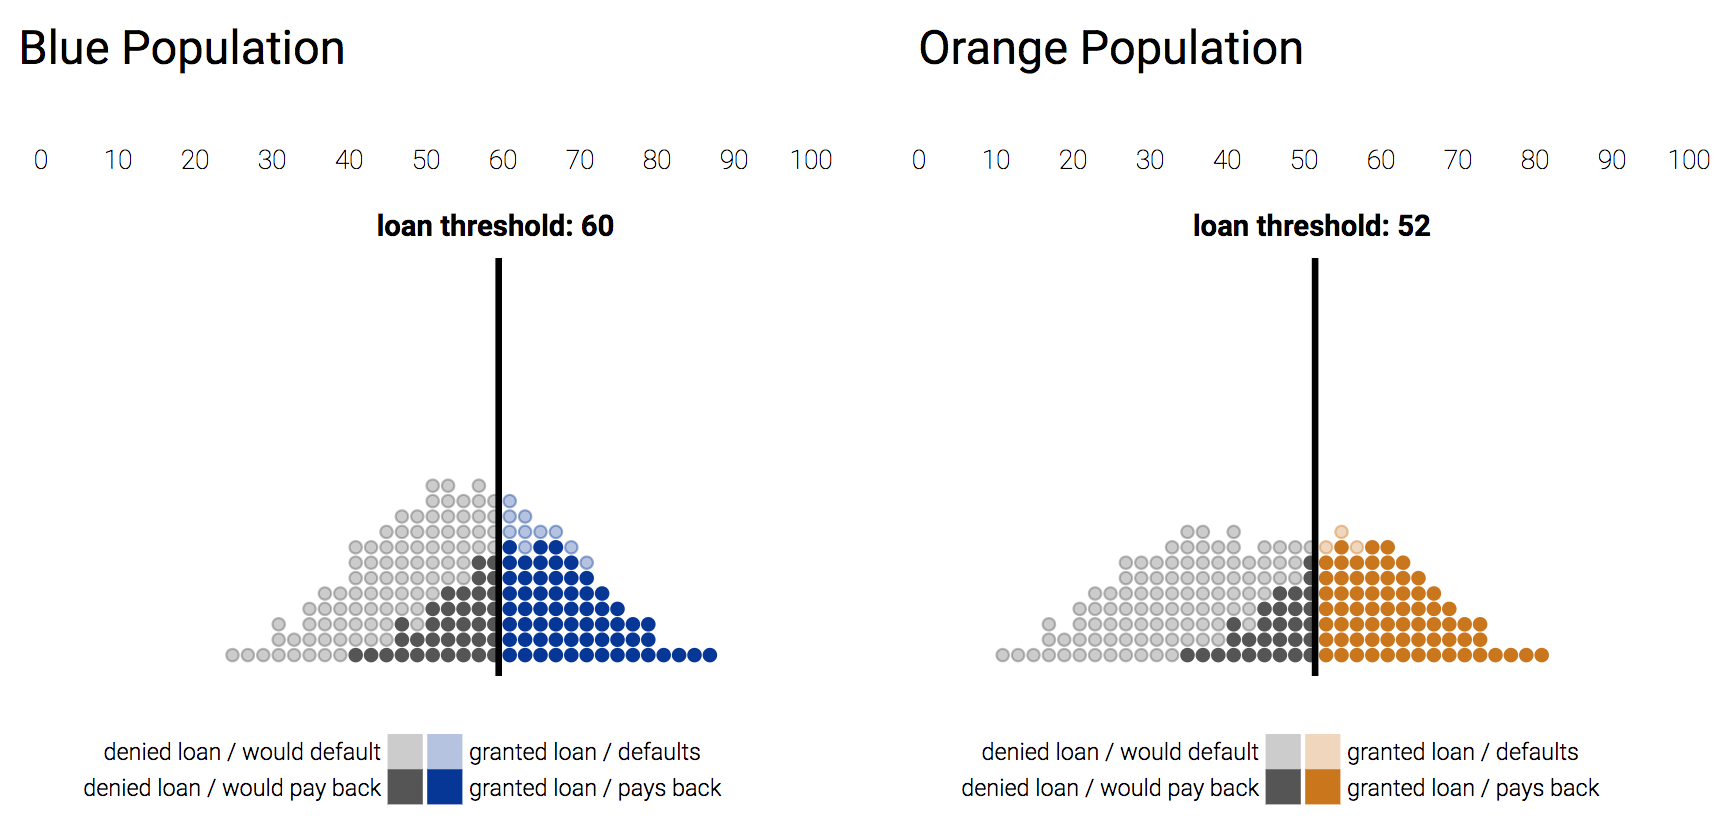 Blue Population
0 10 20 30 40 50 60 70 80 90 100
loan threshold: 60
denied loan / would default
granted loan / defaults
denied loan / would pay back
granted loan / pays back
Orange Population
0 10 20 30 40 50 60 70 80 90 100
loan threshold: 52
denied loan / would default
granted loan / defaults
denied loan / would pay back
granted loan / pays back